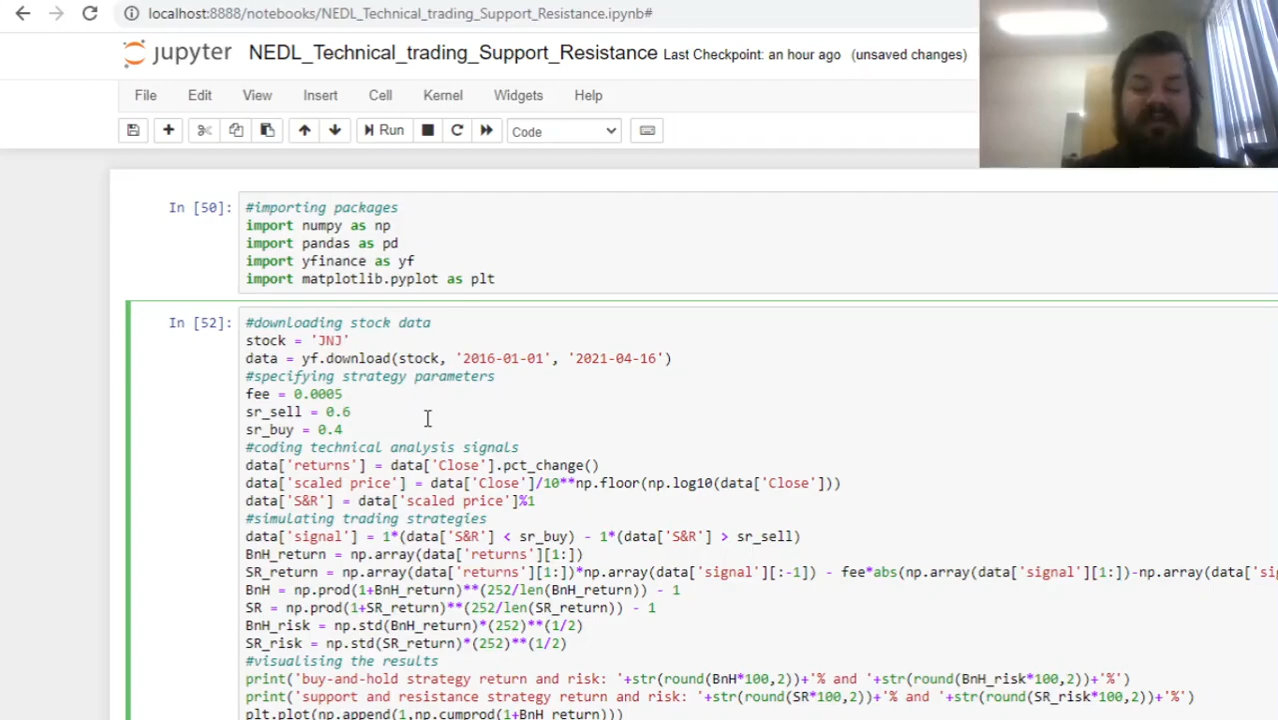 localhost:8888/notebooks/NEDL_Technical_trading_Support_Resistance.ipynb#
jupyter NEDL_Technical_trading_Support_Resistance Last Checkpoint: an hour ago (unsaved changes)
File Edit View Insert Cell Kernel Widgets Help
Run Code
In [50]: #importing packages
import numpy as np
import pandas as pd
import yfinance as yf
import matplotlib.pyplot as plt
In [52]: #downloading stock data
stock = 'JNJ'
data = yf.download(stock, '2016-01-01', '2021-04-16')
#specifying strategy parameters
fee = 0.0005
sr_sell = 0.6
sr_buy = 0.4
#coding technical analysis signals
data['returns'] = data['Close'].pct_change()
data['scaled price'] = data['Close']/10**np.floor(np.log10(data['Close']))
data['S&R'] = data['scaled price']%1
#simulating trading strategies
data['signal'] = 1*(data['S&R'] < sr_buy) - 1*(data['S&R'] > sr_sell)
BnH_return = np.array(data['returns'][1:])
SR_return = np.array(data['returns'][1:])*np.array(data['signal'][:-1]) - fee*abs(np.array(data['signal'][1:])-np.array(data['sig
BnH = np.prod(1+BnH_return)**(252/len(BnH_return)) - 1
SR = np.prod(1+SR_return)**(252/len(SR_return)) - 1
BnH_risk = np.std(BnH_return)*(252)**(1/2)
SR_risk = np.std(SR_return)*(252)**(1/2)
#visualising the results
print('buy-and-hold strategy return and risk: '+str(round(BnH*100,2))+'% and '+str(round(BnH_risk*100,2))+'%')
print('support and resistance strategy return and risk: '+str(round(SR*100,2))+'% and '+str(round(SR_risk*100,2))+'%')
plt.plot(np.append(1,np.cumprod(1+BnH_return)))